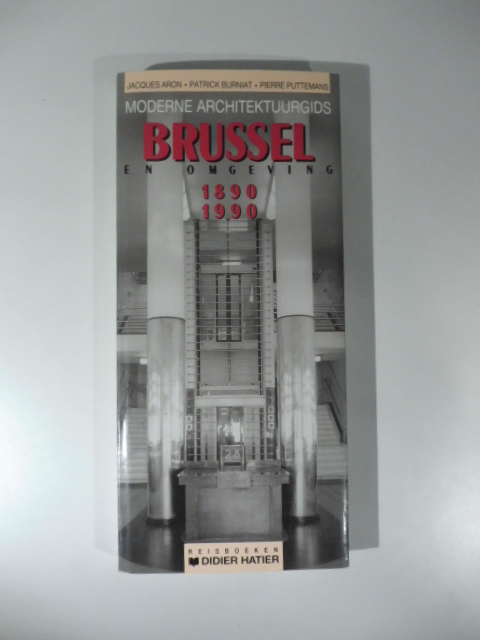 JACQUES ARON • PATRICK BURNIAT • PIERRE PUTTEMANS
MODERNE ARCHITEKTUURGIDS
BRUSSEL
EN OMGEVING
1890
1990
REISBOEKEN
DIDIER HATIER